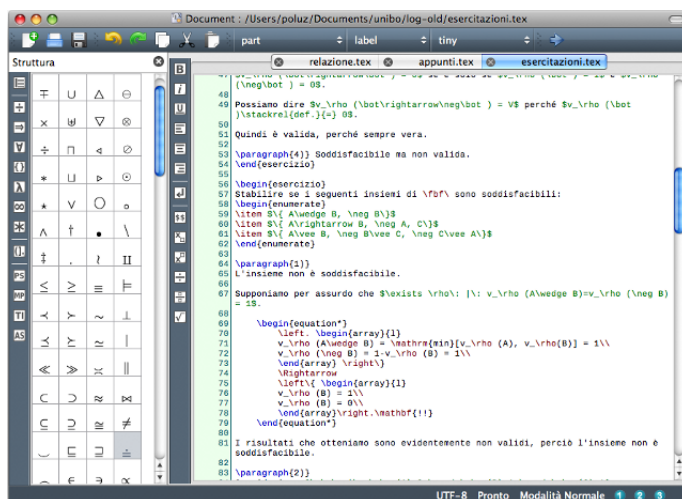 Document : /Users/poluz/Documents/unibo/log-old/esercitazioni.tex
part label tiny
Struttura
relazione.tex appunti.tex esercitazioni.tex
(\neg\bot ) = 0$.
48
49 Possiamo dire $v_\rho (\bot\rightarrow\neg\bot ) = V$ perché $v_\rho (\bot
)\stackrel{def.}{=} 0$.
50
51 Quindi è valida, perché sempre vera.
52
53 \paragraph{4)} Soddisfacibile ma non valida.
54 \end{esercizio}
55
56 \begin{esercizio}
57 Stabilire se i seguenti insiemi di \fbf\ sono soddisfacibili:
58 \begin{enumerate}
59 \item $\{ A\wedge B, \neg B\}$
60 \item $\{ A\rightarrow B, \neg A, C\}$
61 \item $\{ A\vee B, \neg B\vee C, \neg C\vee A\}$
62 \end{enumerate}
63
64 \paragraph{1)}
65 L'insieme non è soddisfacibile.
66
67 Supponiamo per assurdo che $\exists \rho\: |\: v_\rho (A\wedge B)=v_\rho (\neg B)
= 1$.
68
69 \begin{equation*}
70 \left. \begin{array}{l}
71 v_\rho (A\wedge B) = \mathrm{min}[v_\rho (A), v_\rho{B)] = 1\\
72 v_\rho (\neg B) = 1-v_\rho (B) = 1\\
73 \end{array} \right\}
74 \Rightarrow
75 \left\{ \begin{array}{l}
76 v_\rho (B) = 1\\
77 v_\rho (B) = 0\\
78 \end{array}\right.\mathbf{!!}
79 \end{equation*}
80
81 I risultati che otteniamo sono evidentemente non validi, perciò l'insieme non è
soddisfacibile.
82
83 \paragraph{2)}
UTF-8 Pronto Modalità Normale 1 2 3